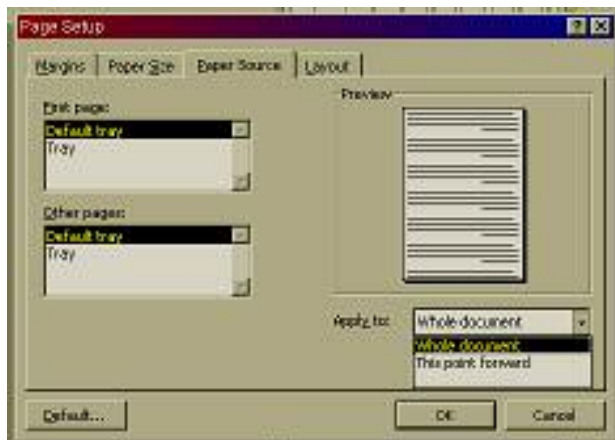 Page Setup
Margins
Paper Size
Paper Source
Layout
First page:
Default tray
Tray
Other pages:
Default tray
Tray
Preview
Apply to:
Whole document
Whole document
This point forward
Default...
OK
Cancel